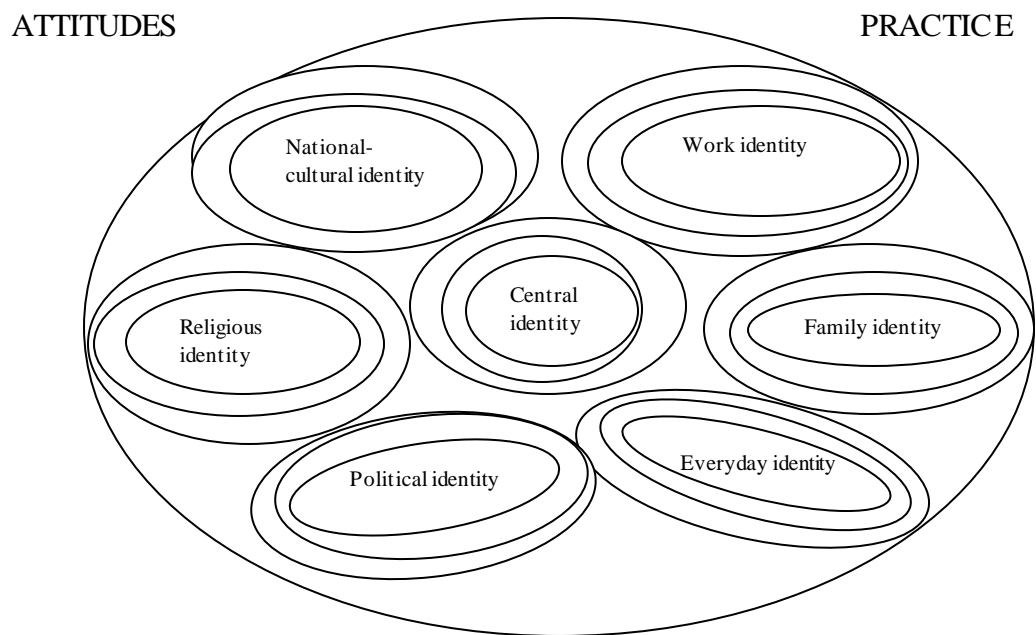 ATTITUDES
PRACTICE
National-
cultural identity
Work identity
Central
identity
Religious
identity
Family identity
Political identity
Everyday identity